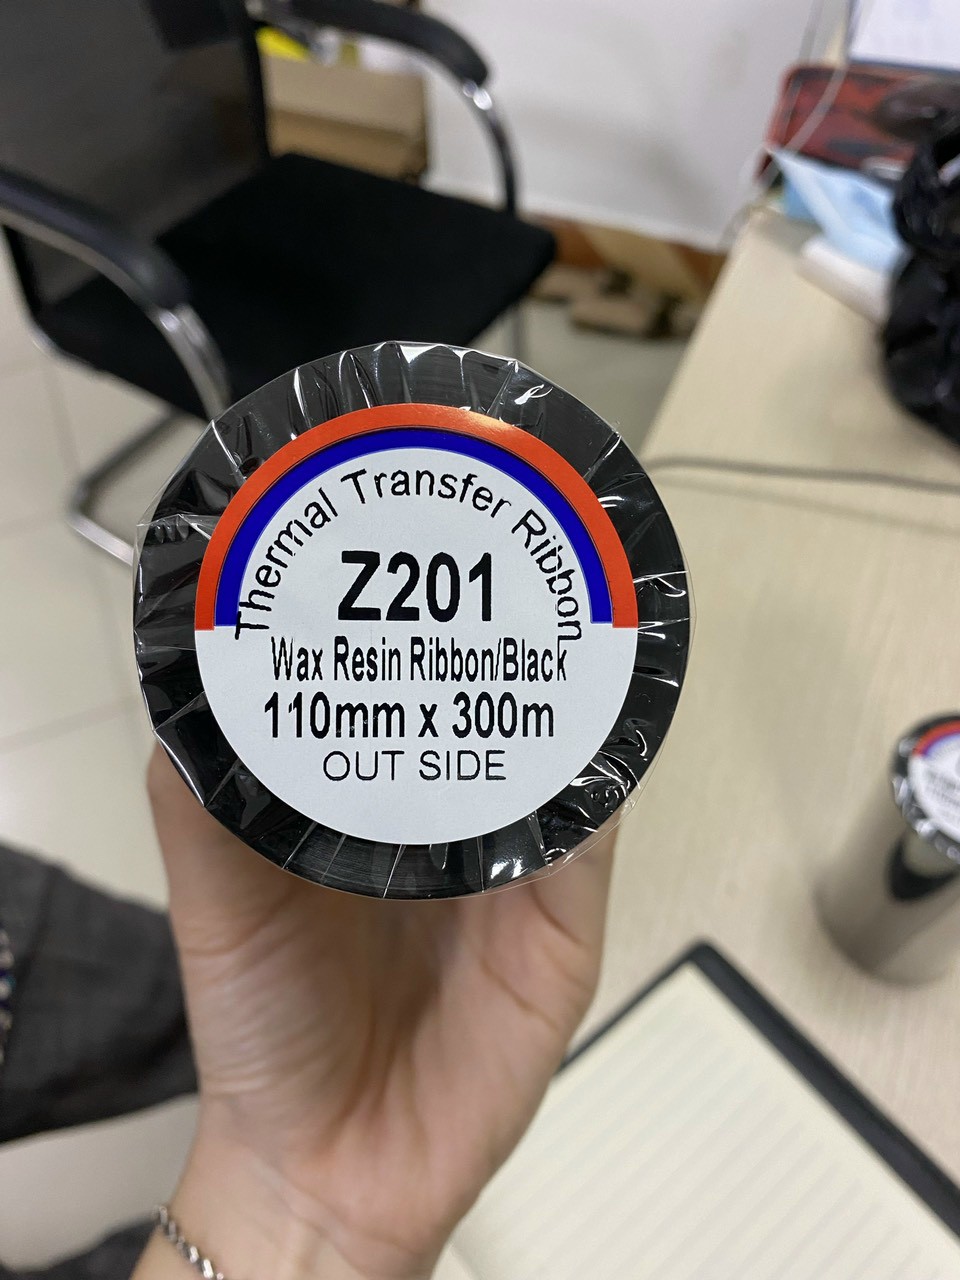 Thermal Transfer Ribbon
Z201
Wax Resin Ribbon/Black
110mm x 300m
OUT SIDE